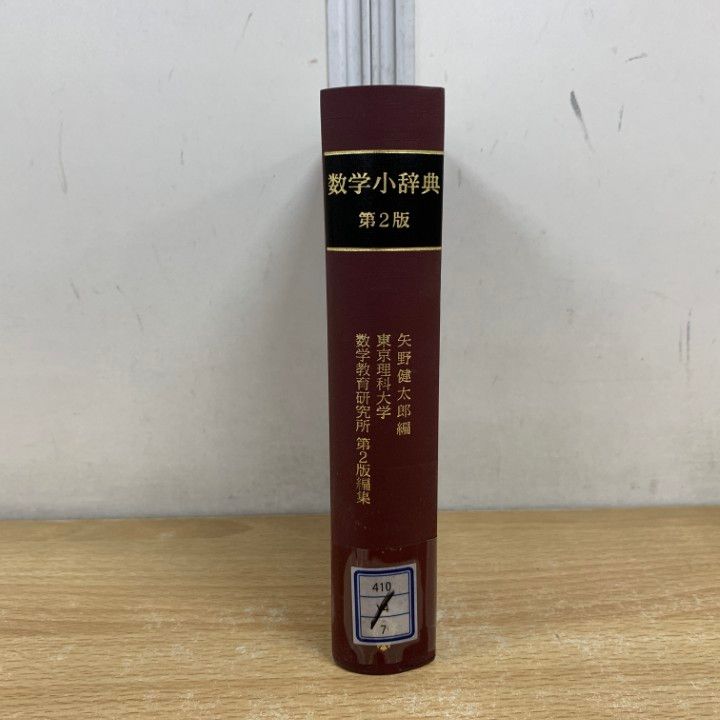 数学小辞典
第2版
矢野健太郎編
東京理科大学
数学教育研究所 第2版編集
410
7